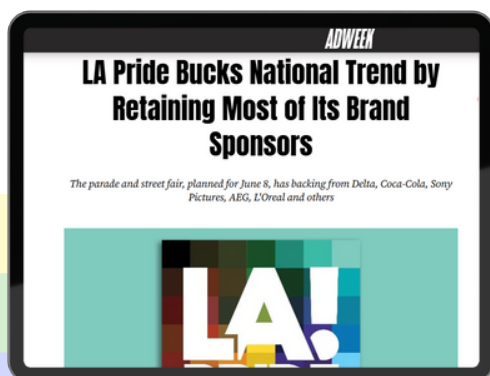 ADWEEK
LA Pride Bucks National Trend by
Retaining Most of Its Brand
Sponsors
The parade and street fair, planned for June 8, has backing from Delta, Coca-Cola, Sony
Pictures, AEG, L'Oreal and others
LA!
PRIDE